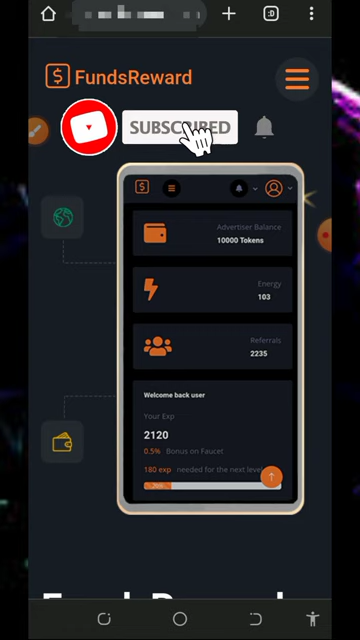 FundsReward
SUBSCRIBED
Advertiser Balance
10000 Tokens
Energy
103
Referrals
2235
Welcome back user
Your Exp
2120
0.5% Bonus on Faucet
180 exp needed for the next level